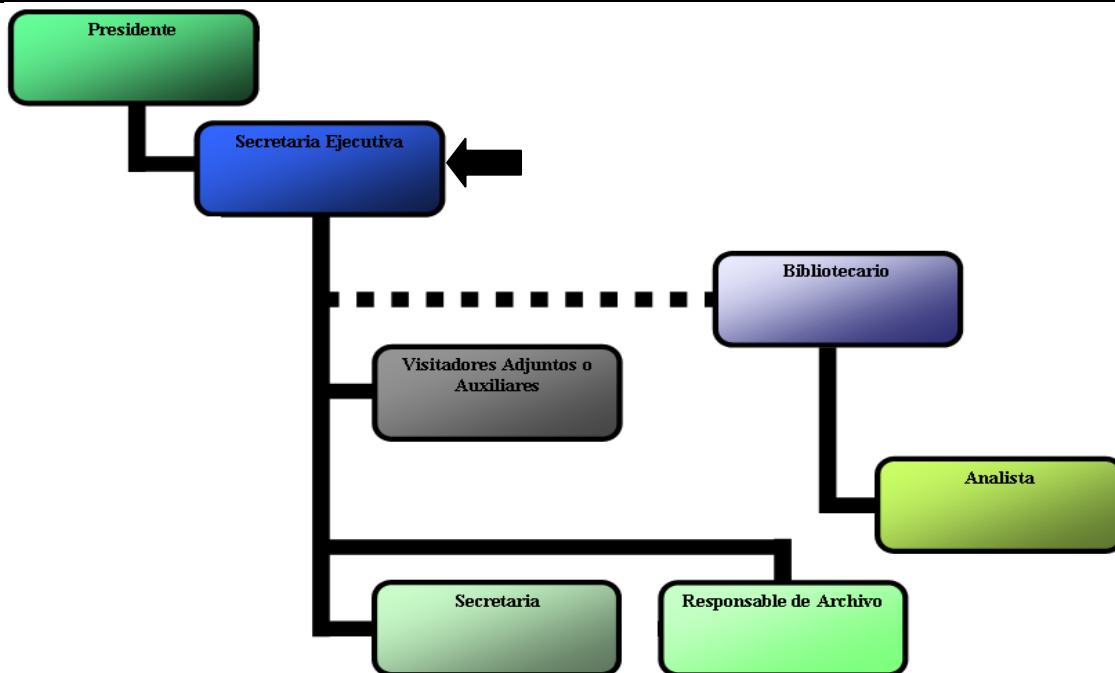 Presidente
Secretaria Ejecutiva
Bibliotecario
Visitadores Adjuntos o
Auxiliares
Analista
Secretaria
Responsable de Archivo